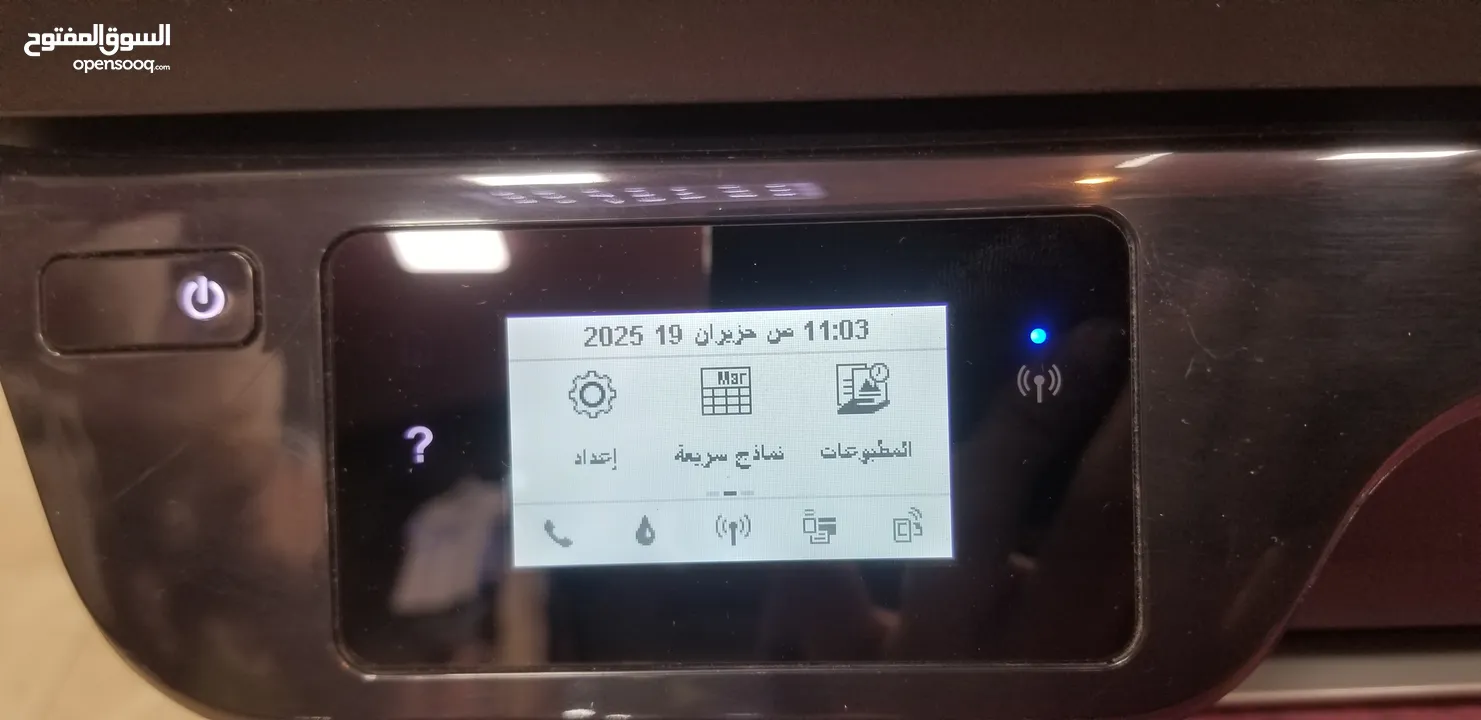 السوق المفتوح
opensooq.com
11:03 من حزيران 19 2025
Mar
المطبوعات
نماذج سريعة
إعداد
?